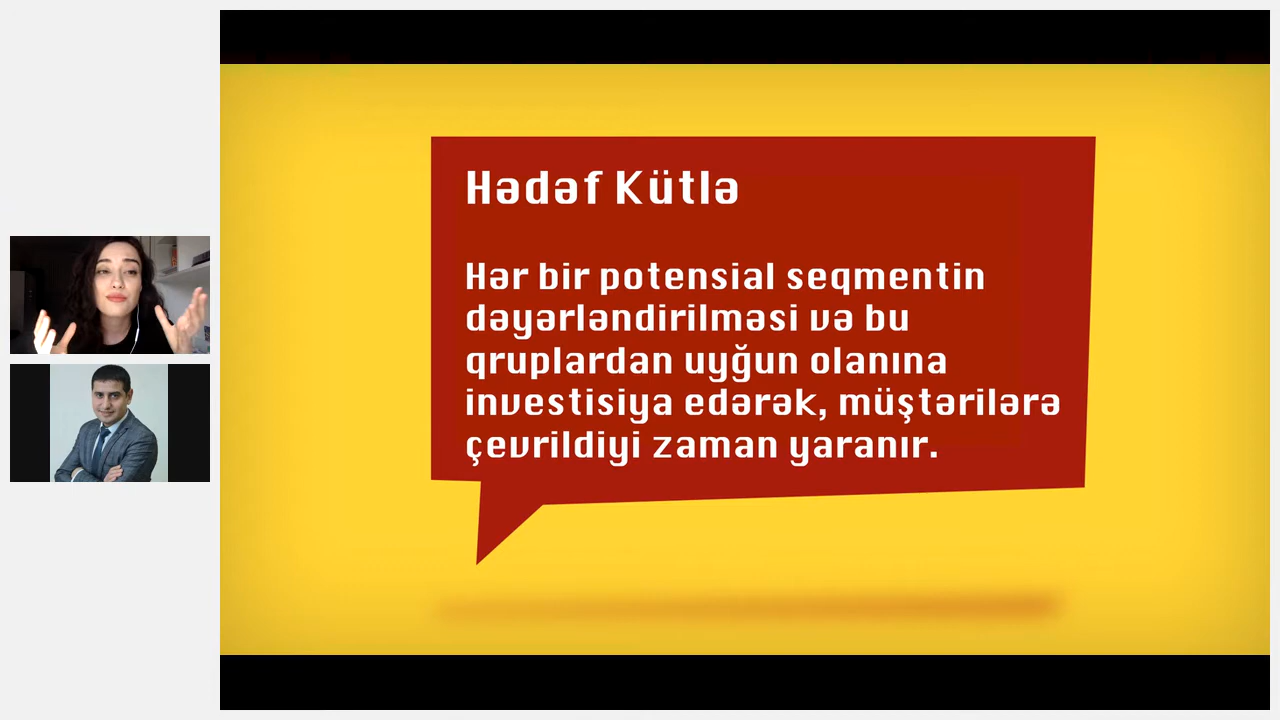 Hədəf Kütlə
Hər bir potensial seqmentin
dəyərləndirilməsi və bu
qruplardan uyğun olanına
investisiya edərək, müştərilərə
çevrildiyi zaman yaranır.